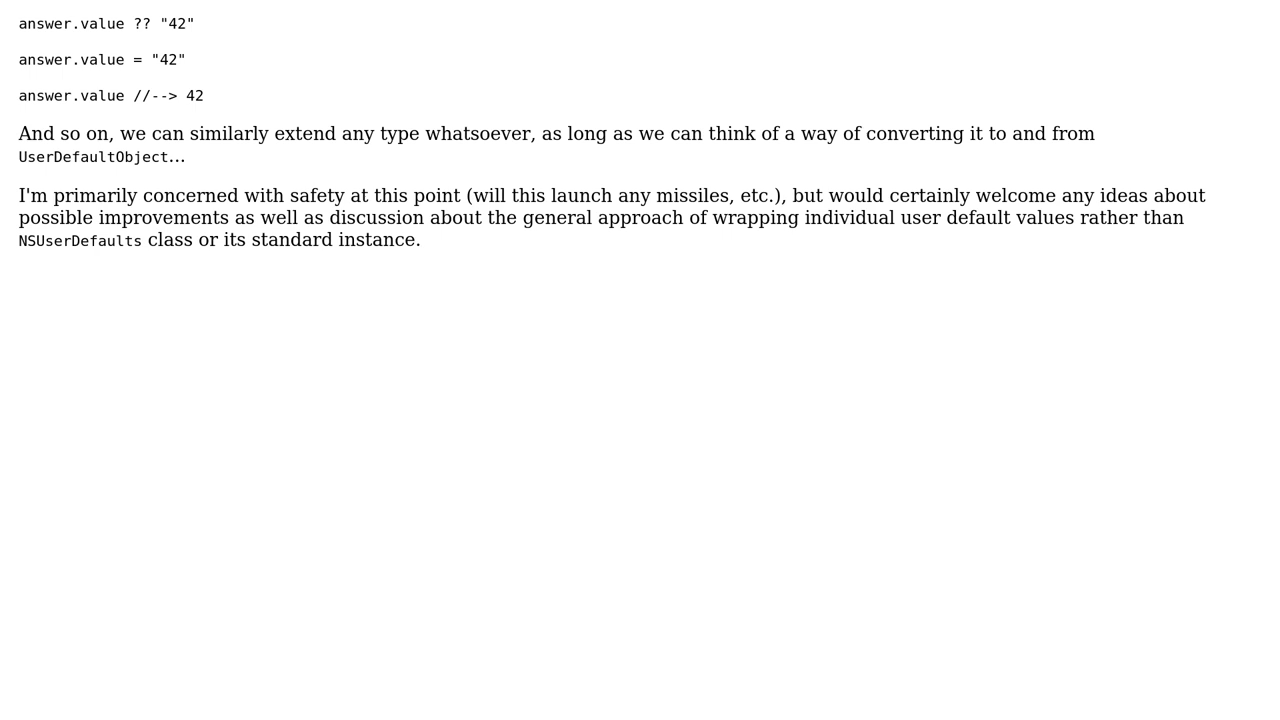 answer.value ?? "42"
answer.value = "42"
answer.value //--> 42
And so on, we can similarly extend any type whatsoever, as long as we can think of a way of converting it to and from
UserDefaultObject…
I'm primarily concerned with safety at this point (will this launch any missiles, etc.), but would certainly welcome any ideas about
possible improvements as well as discussion about the general approach of wrapping individual user default values rather than
NSUserDefaults class or its standard instance.